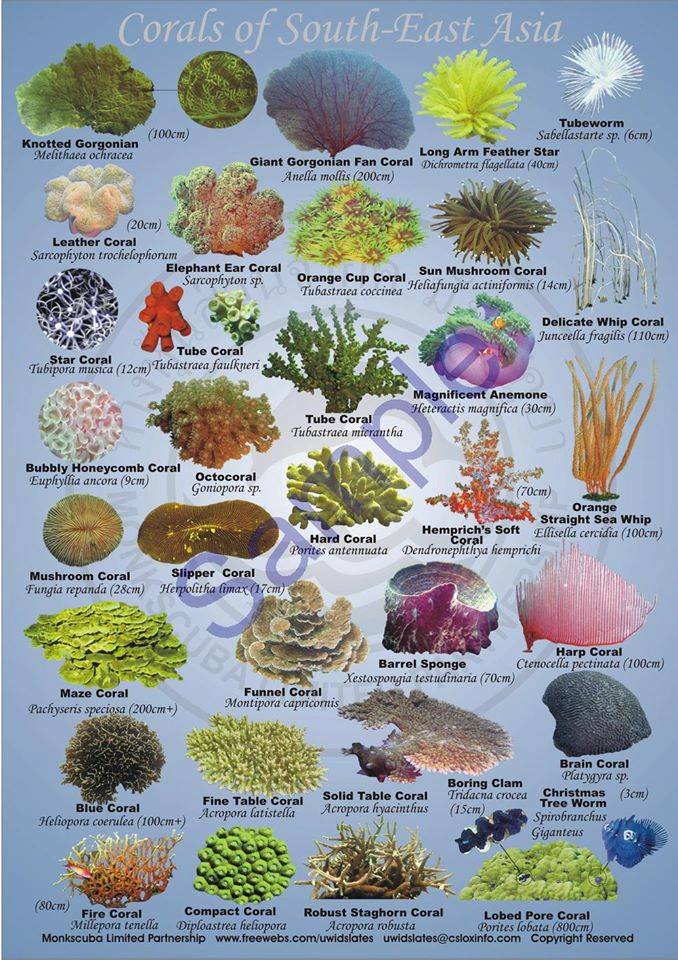 Corals of South-East Asia
Knotted Gorgonian
Melithaea ochracea
(100cm)
Giant Gorgonian Fan Coral
Anella mollis (200cm)
Long Arm Feather Star
Dichrometra flagellata (40cm)
Tubeworm
Sabellastarte sp. (6cm)
(20cm)
Leather Coral
Sarcophyton trochelophorum
Elephant Ear Coral
Sarcophyton sp.
Orange Cup Coral
Tubastraea coccinea
Sun Mushroom Coral
Heliafungia actiniformis (14cm)
Delicate Whip Coral
Junceella fragilis (110cm)
Star Coral
Tubipora musica (12cm)
Tube Coral
Tubastraea faulkneri
Tube Coral
Tubastraea micrantha
Magnificent Anemone
Heteractis magnifica (30cm)
Bubbly Honeycomb Coral
Euphyllia ancora (9cm)
Octocoral
Goniopora sp.
Hard Coral
Porites antennuata
(70cm)
Hemprich's Soft
Coral
Dendronephthya hemprichi
Orange
Straight Sea Whip
Ellisella cercidia (100cm)
Mushroom Coral
Fungia repanda (28cm)
Slipper Coral
Herpolitha limax (17cm)
Sample
Maze Coral
Pachyseris speciosa (200cm+)
Funnel Coral
Montipora capricornis
Barrel Sponge
Xestospongia testudinaria (70cm)
Harp Coral
Ctenocella pectinata (100cm)
Blue Coral
Heliopora coerulea (100cm+)
Fine Table Coral
Acropora latistella
Solid Table Coral
Acropora hyacinthus
Boring Clam
Tridacna crocea
(15cm)
Brain Coral
Platygyra sp.
Christmas
Tree Worm
(3cm)
Spirobranchus
Giganteus
(80cm)
Fire Coral
Millepora tenella
Compact Coral
Diploastrea heliopora
Robust Staghorn Coral
Acropora robusta
Lobed Pore Coral
Porites lobata (800cm)
Monkscuba Limited Partnership www.freewebs.com/uwidslates uwidslates@csloxinfo.com Copyright Reserved